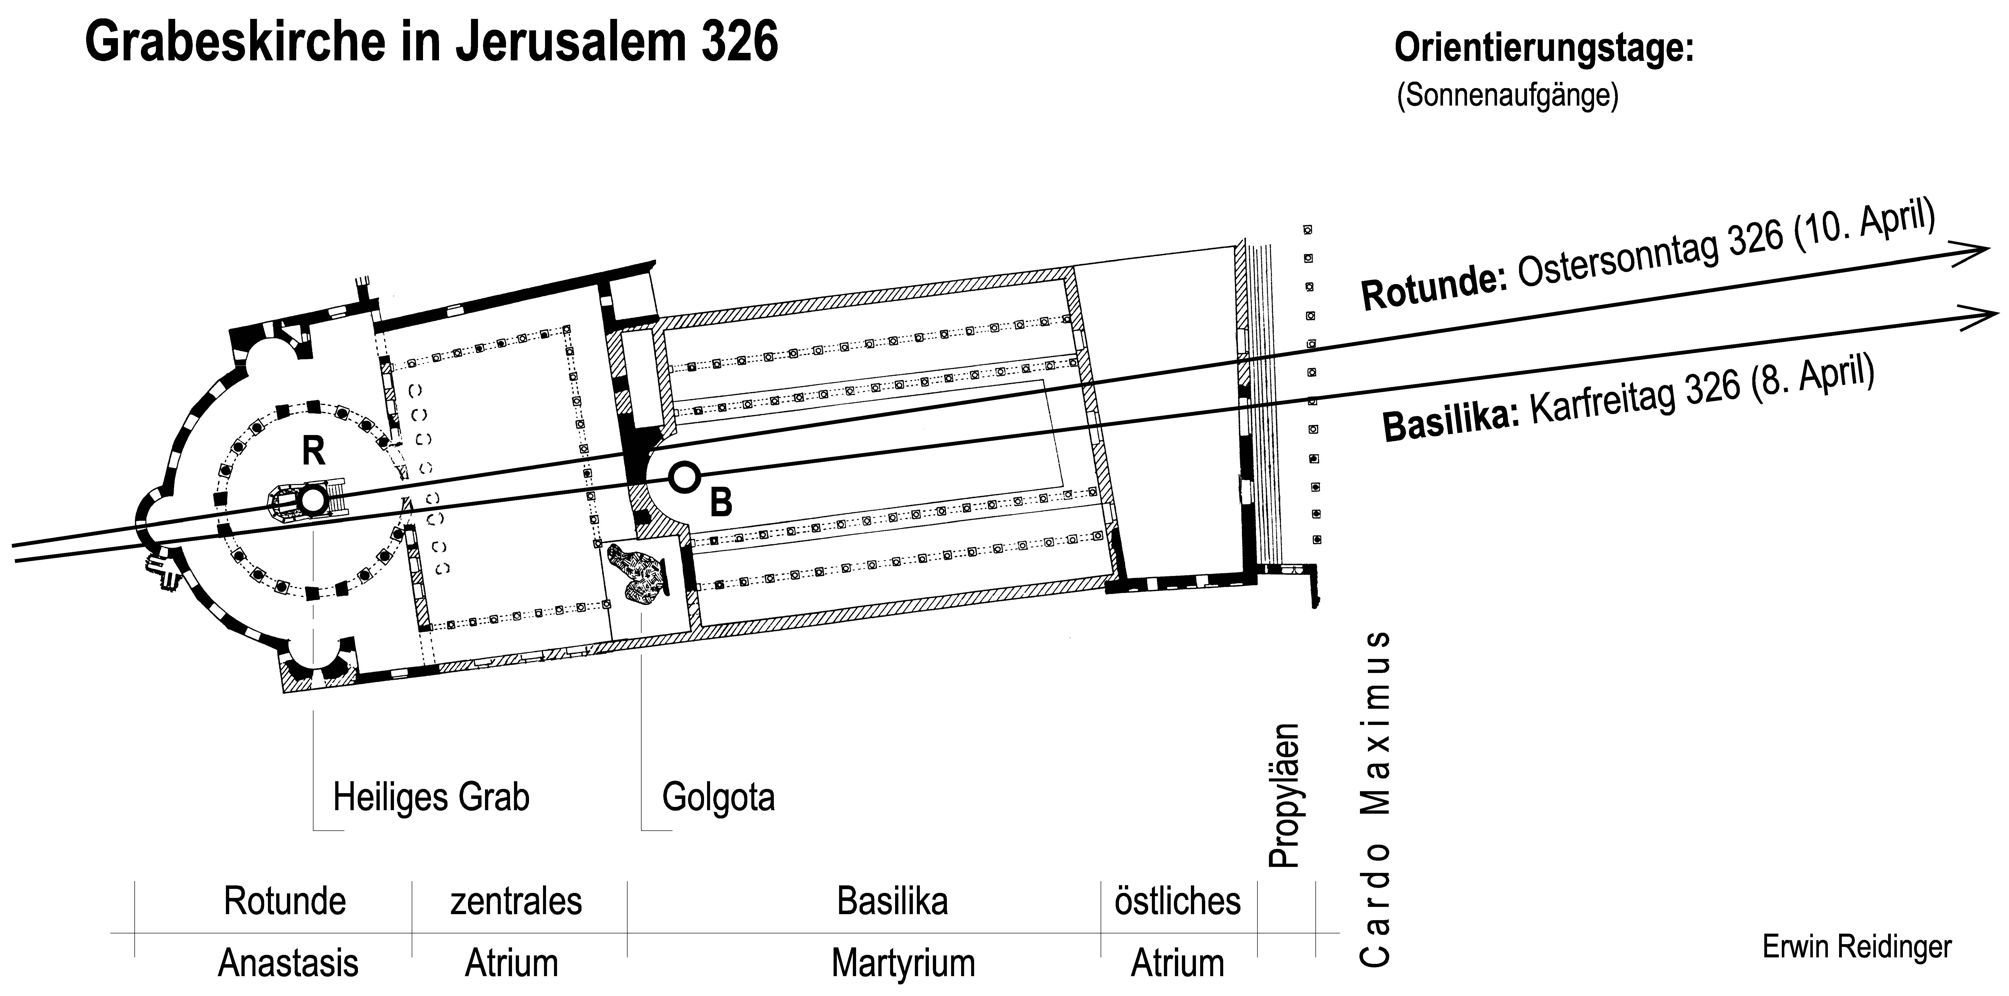 Grabeskirche in Jerusalem 326
Orientierungstage:
(Sonnenaufgänge)
Rotunde: Ostersonntag 326 (10. April)
Basilika: Karfreitag 326 (8. April)
R
B
Heiliges Grab
Golgota
Propyläen
Cardo Maximus
Rotunde
zentrales
Basilika
östliches
Anastasis
Atrium
Martyrium
Atrium
Erwin Reidinger